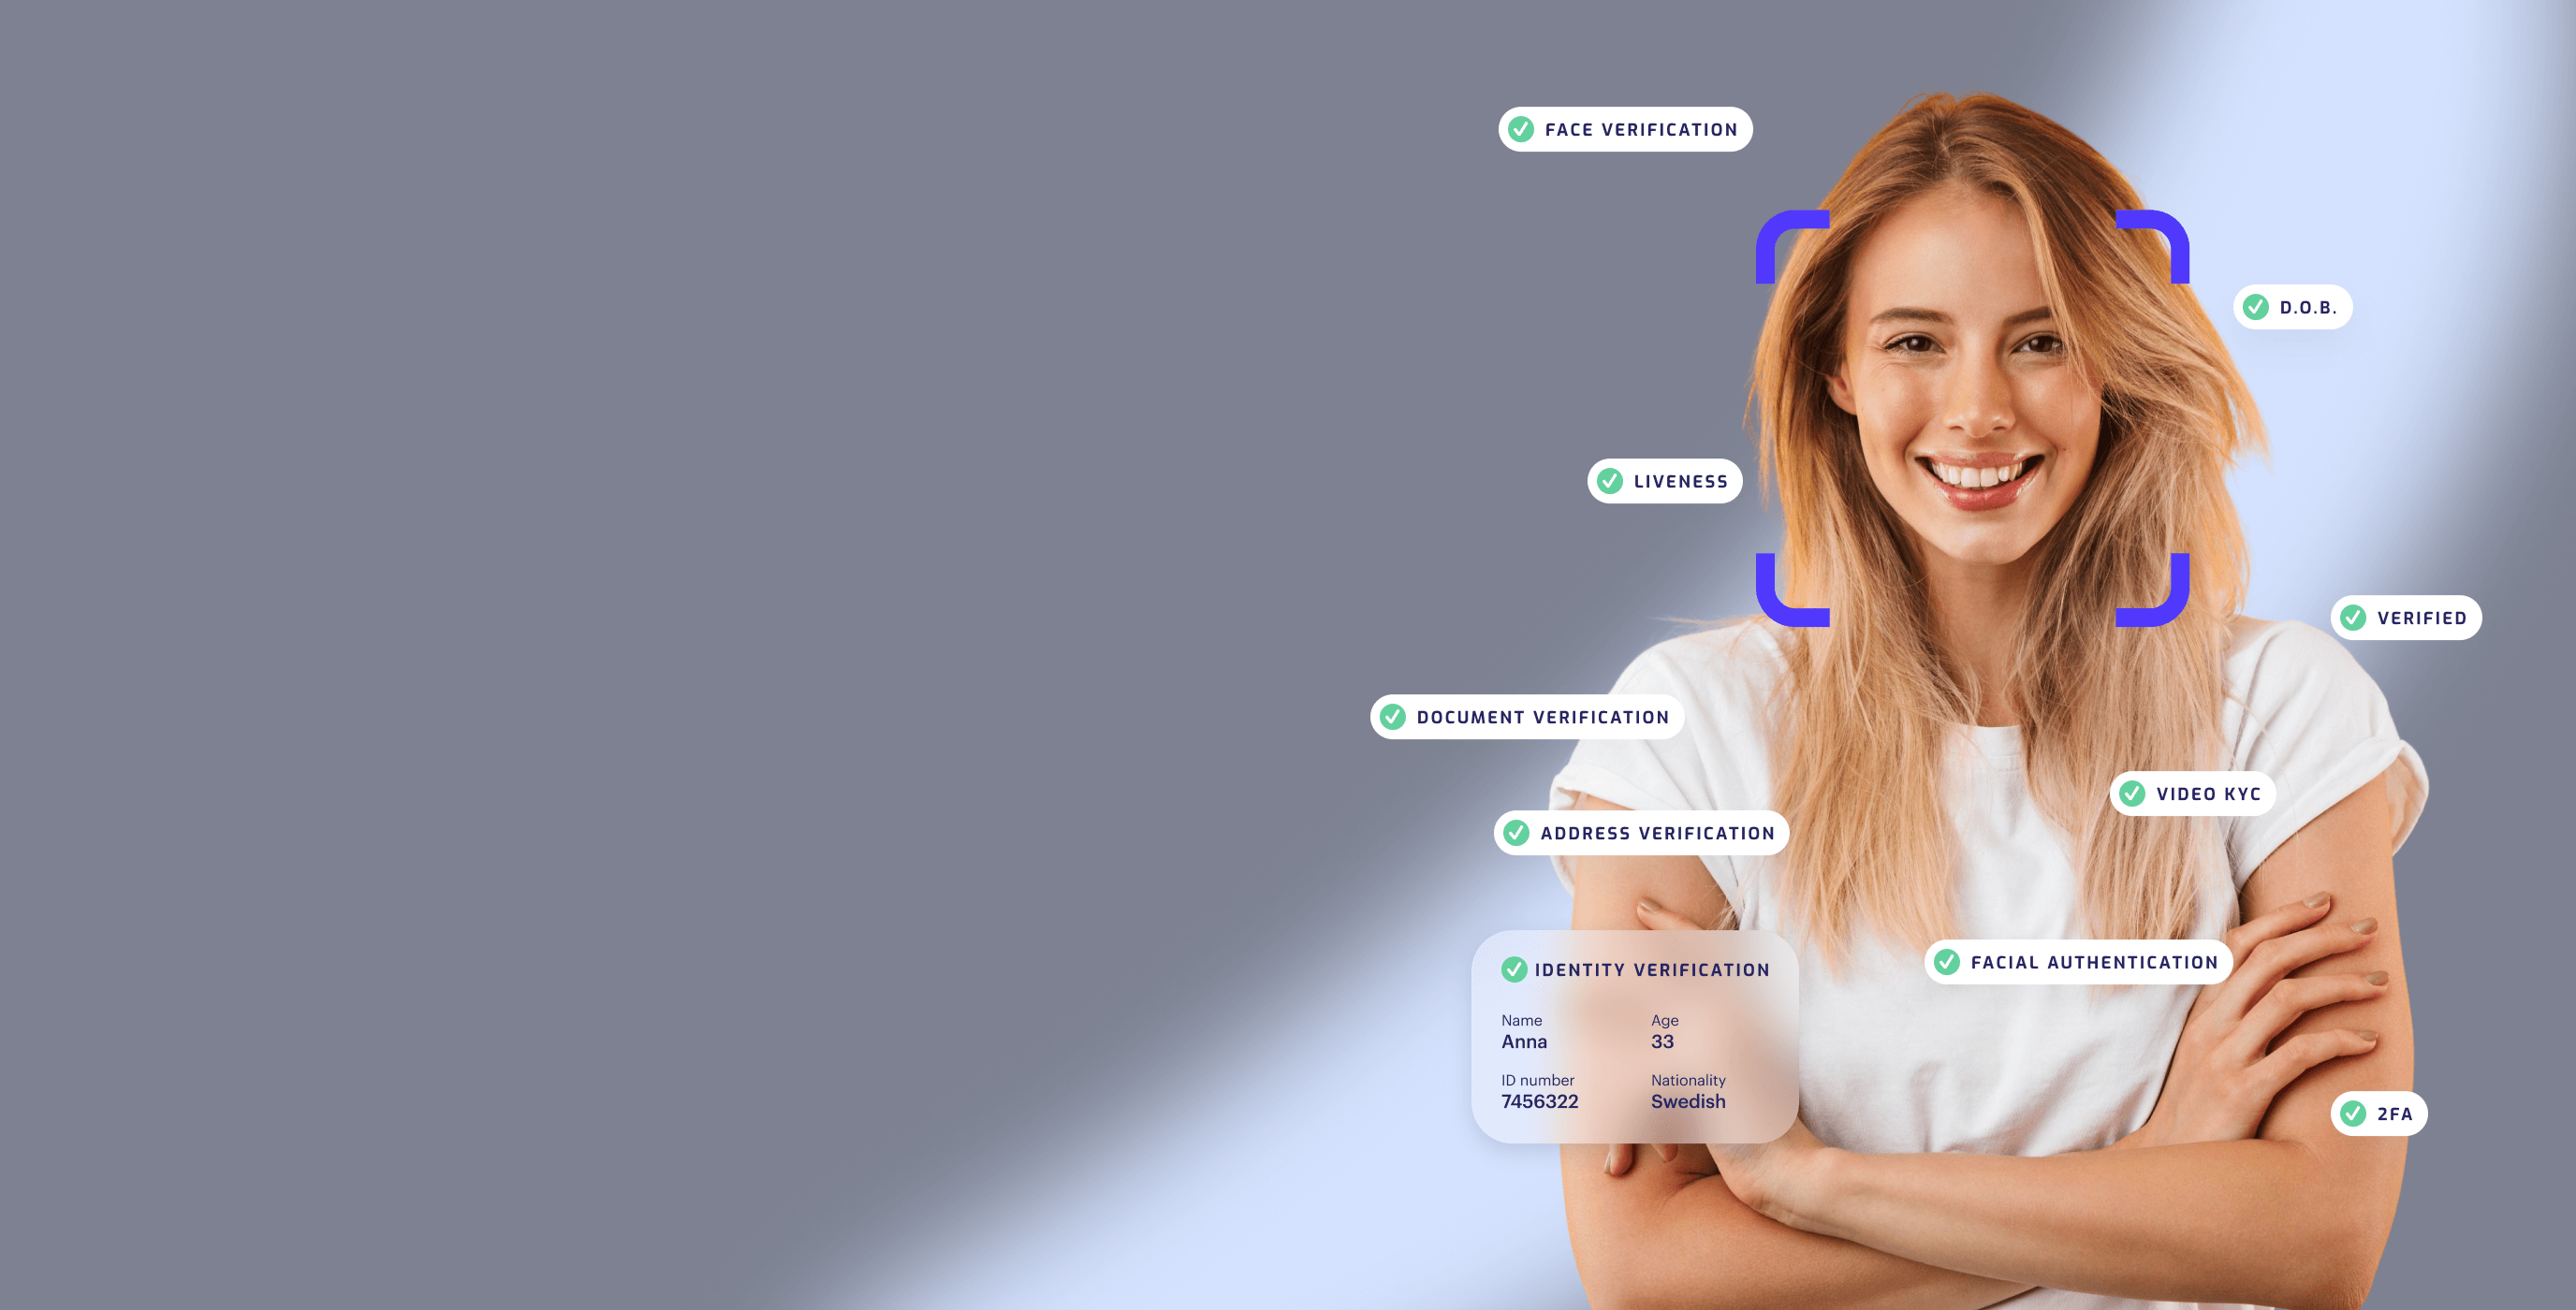 FACE VERIFICATION
D.O.B.
LIVENESS
VERIFIED
DOCUMENT VERIFICATION
VIDEO KYC
ADDRESS VERIFICATION
FACIAL AUTHENTICATION
IDENTITY VERIFICATION
Name Age
Anna 33
ID number Nationality
7456322 Swedish
2FA